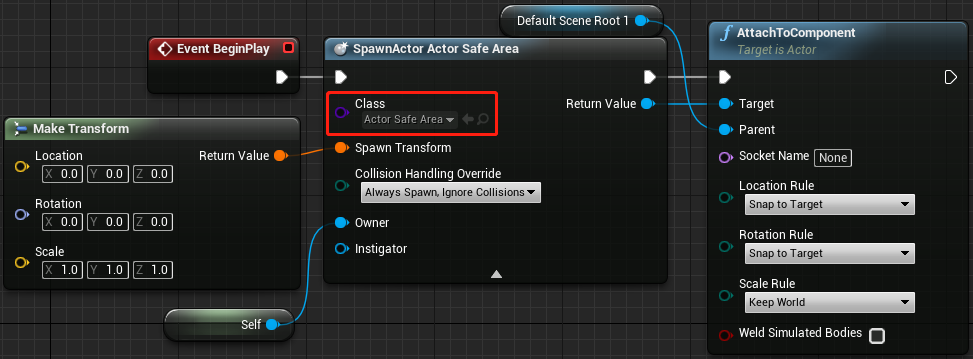 Default Scene Root 1
Event BeginPlay
SpawnActor Actor Safe Area
AttachToComponent
Target is Actor
Class
Actor Safe Area
Return Value
Target
Make Transform
Parent
Location
Return Value
Spawn Transform
Socket Name None
X 0.0 Y 0.0 Z 0.0
Collision Handling Override
Always Spawn, Ignore Collisions
Location Rule
Snap to Target
Rotation
X 0.0 Y 0.0 Z 0.0
Owner
Rotation Rule
Snap to Target
Scale
X 1.0 Y 1.0 Z 1.0
Instigator
Scale Rule
Keep World
Self
Weld Simulated Bodies